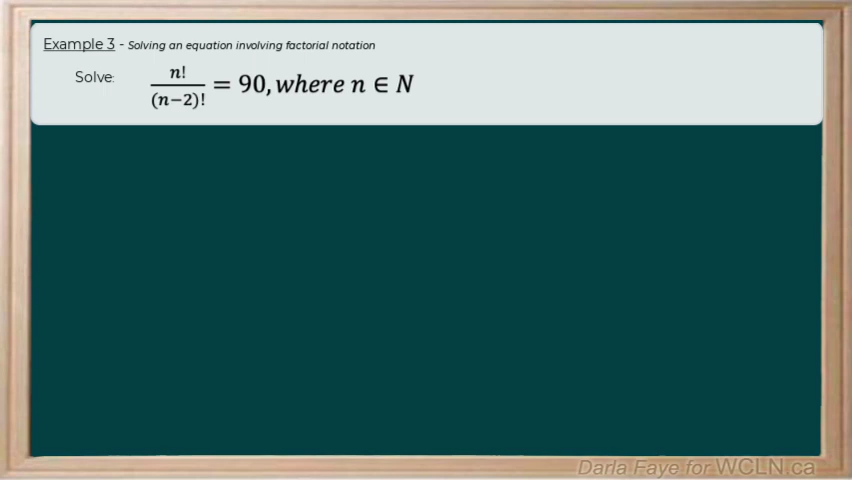 Example 3 - Solving an equation involving factorial notation
Solve: n!/(n−2)! = 90, where n ∈ N
Darla Faye for WCLN.ca